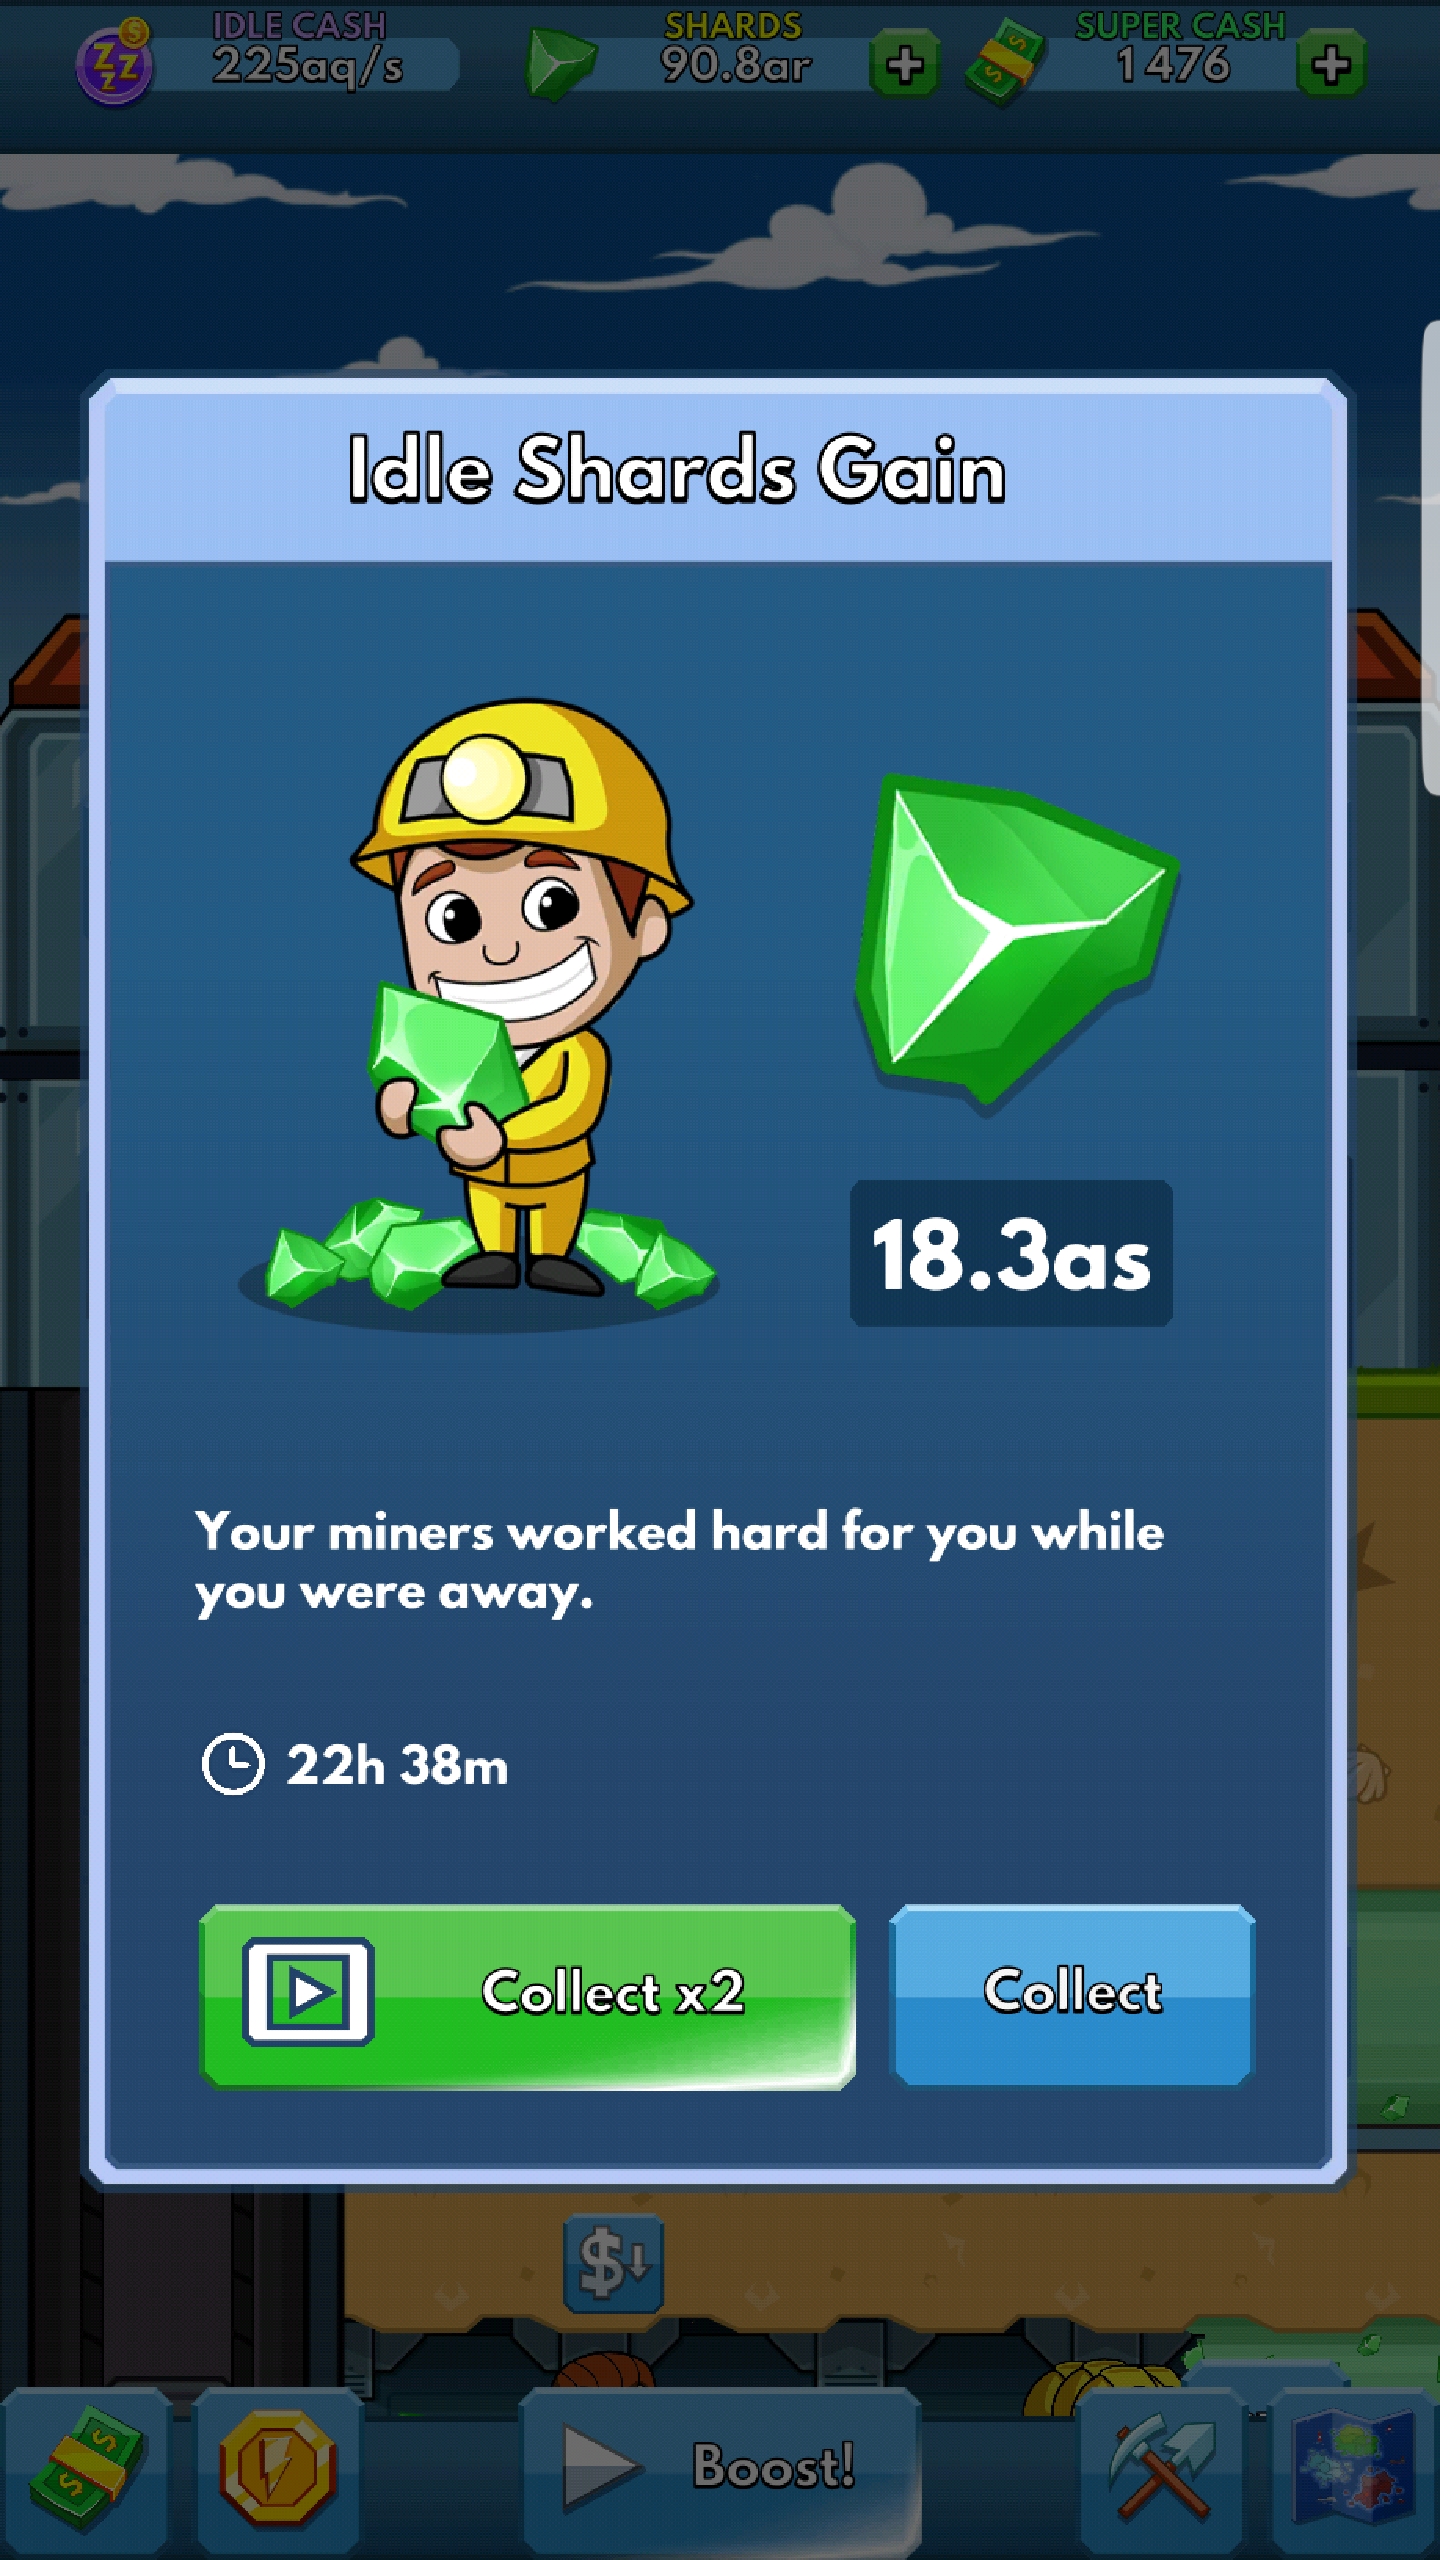 IDLE CASH
225aq/s
SHARDS
90.8ar
SUPER CASH
1476
Idle Shards Gain
18.3as
Your miners worked hard for you while
you were away.
22h 38m
Collect x2
Collect
Boost!